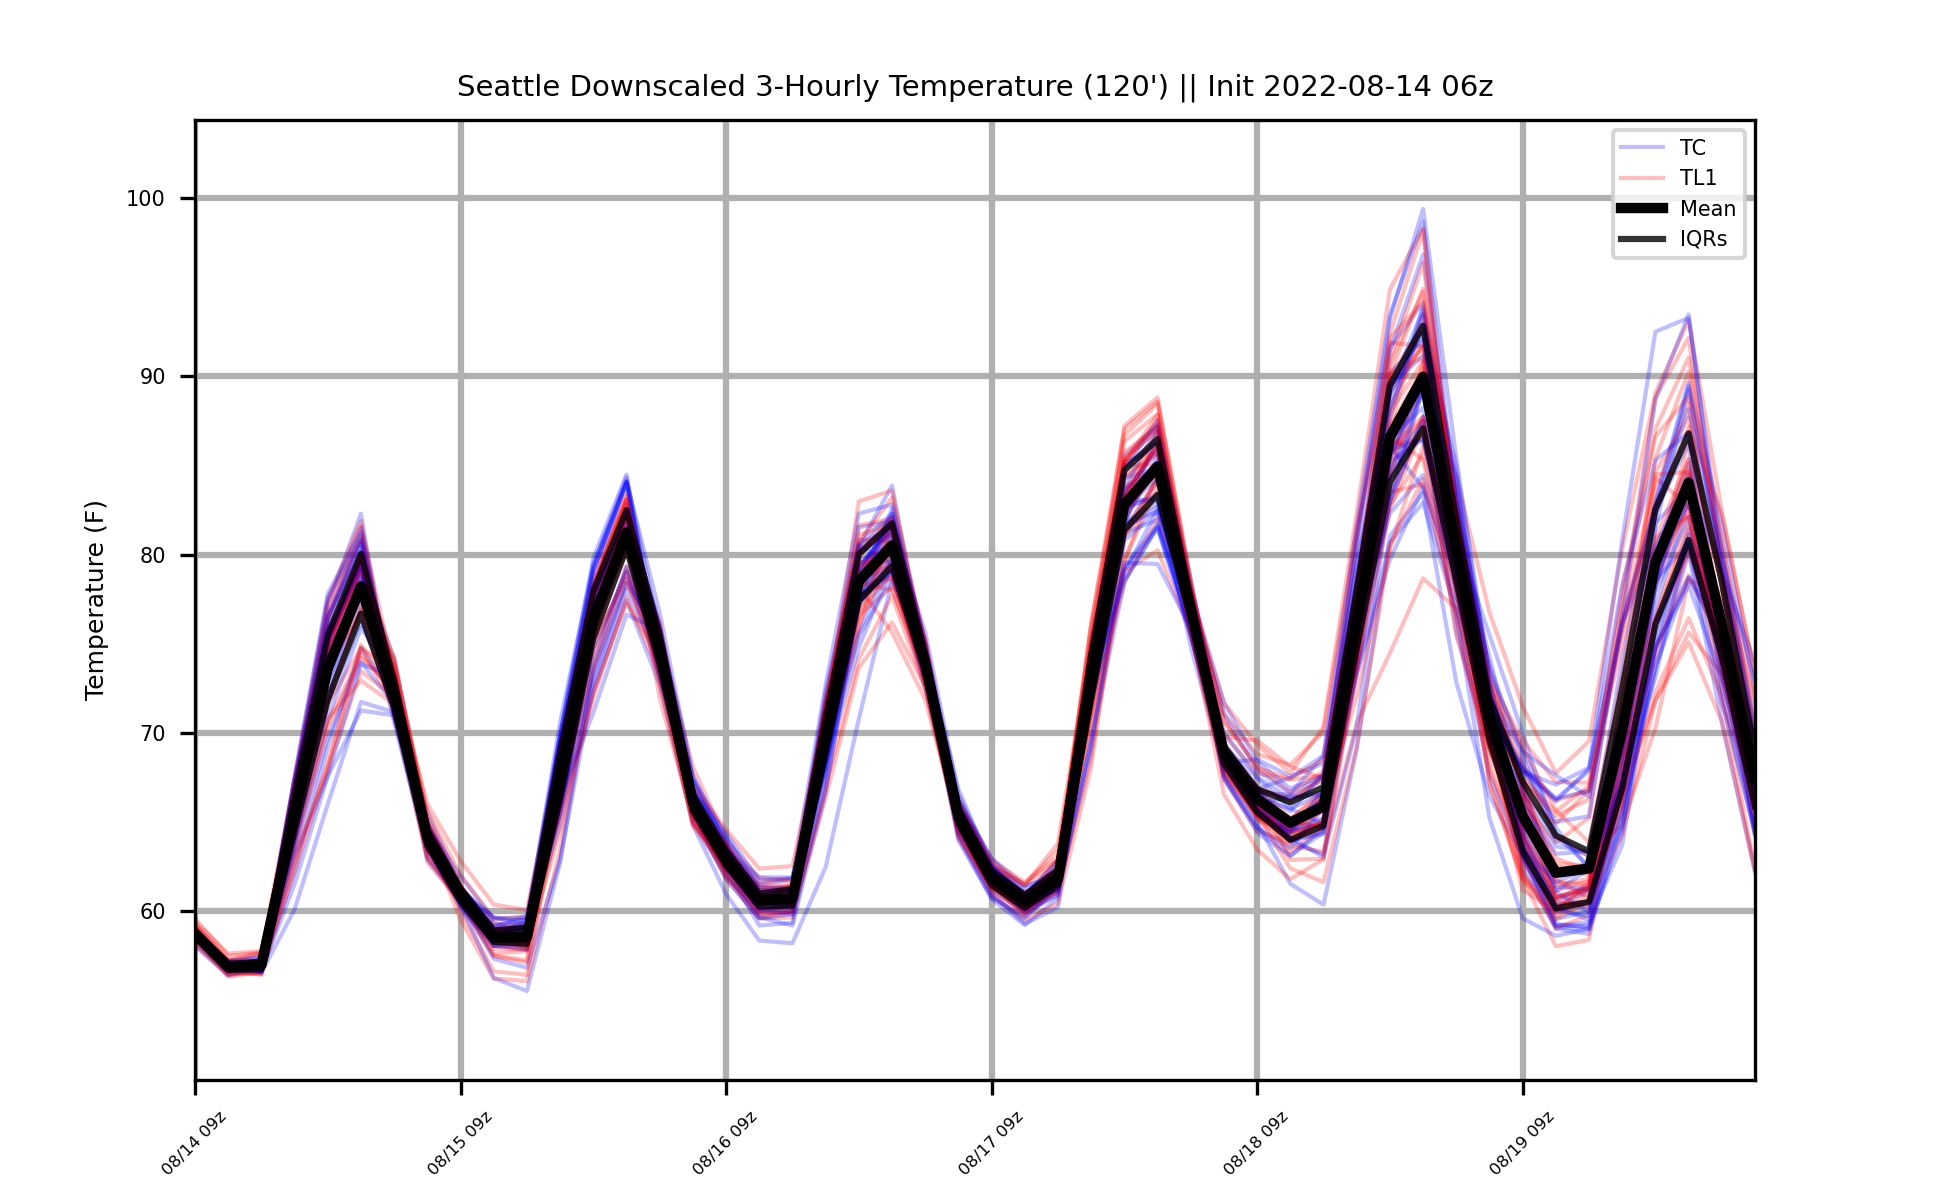 Seattle Downscaled 3-Hourly Temperature (120') || Init 2022-08-14 06z
TC
TL1
Mean
IQRs
Temperature (F)
100
90
80
70
60
08/14 09z
08/15 09z
08/16 09z
08/17 09z
08/18 09z
08/19 09z